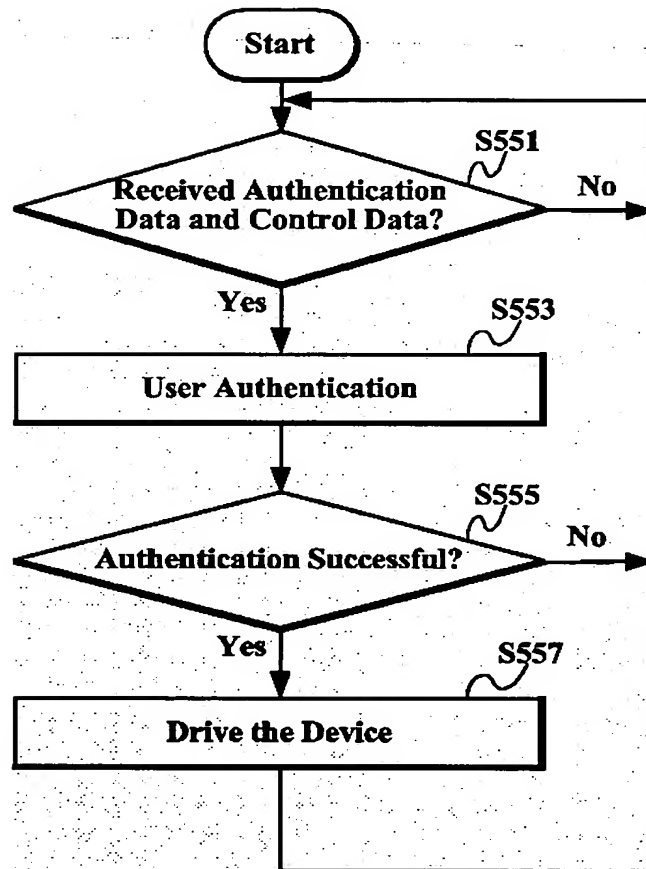 Start
S551
Received Authentication
Data and Control Data?
No
Yes
S553
User Authentication
S555
Authentication Successful?
No
Yes
S557
Drive the Device